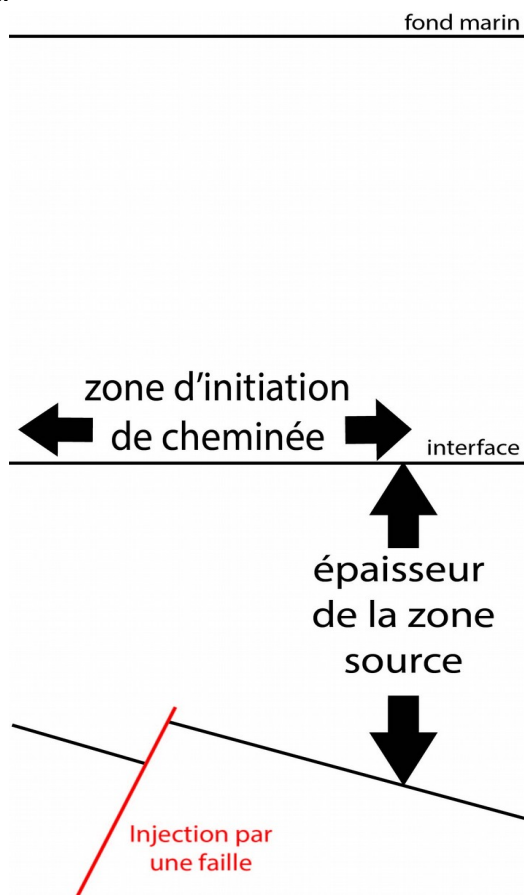 fond marin
zone d'initiation
de cheminée
interface
épaisseur
de la zone
source
Injection par
une faille